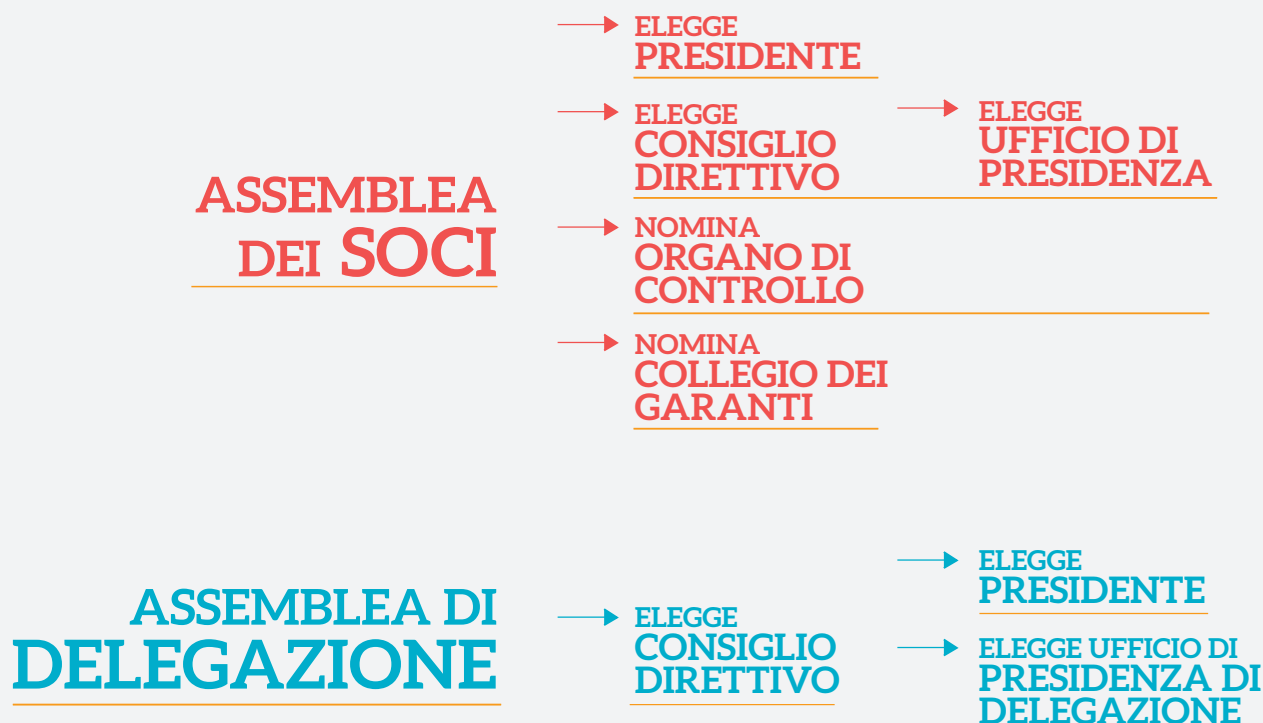 ELEGGE
PRESIDENTE
ELEGGE
CONSIGLIO
DIRETTIVO
ELEGGE
UFFICIO DI
PRESIDENZA
ASSEMBLEA
DEI SOCI
NOMINA
ORGANO DI
CONTROLLO
NOMINA
COLLEGIO DEI
GARANTI
ASSEMBLEA DI
DELEGAZIONE
ELEGGE
CONSIGLIO
DIRETTIVO
ELEGGE
PRESIDENTE
ELEGGE UFFICIO DI
PRESIDENZA DI
DELEGAZIONE